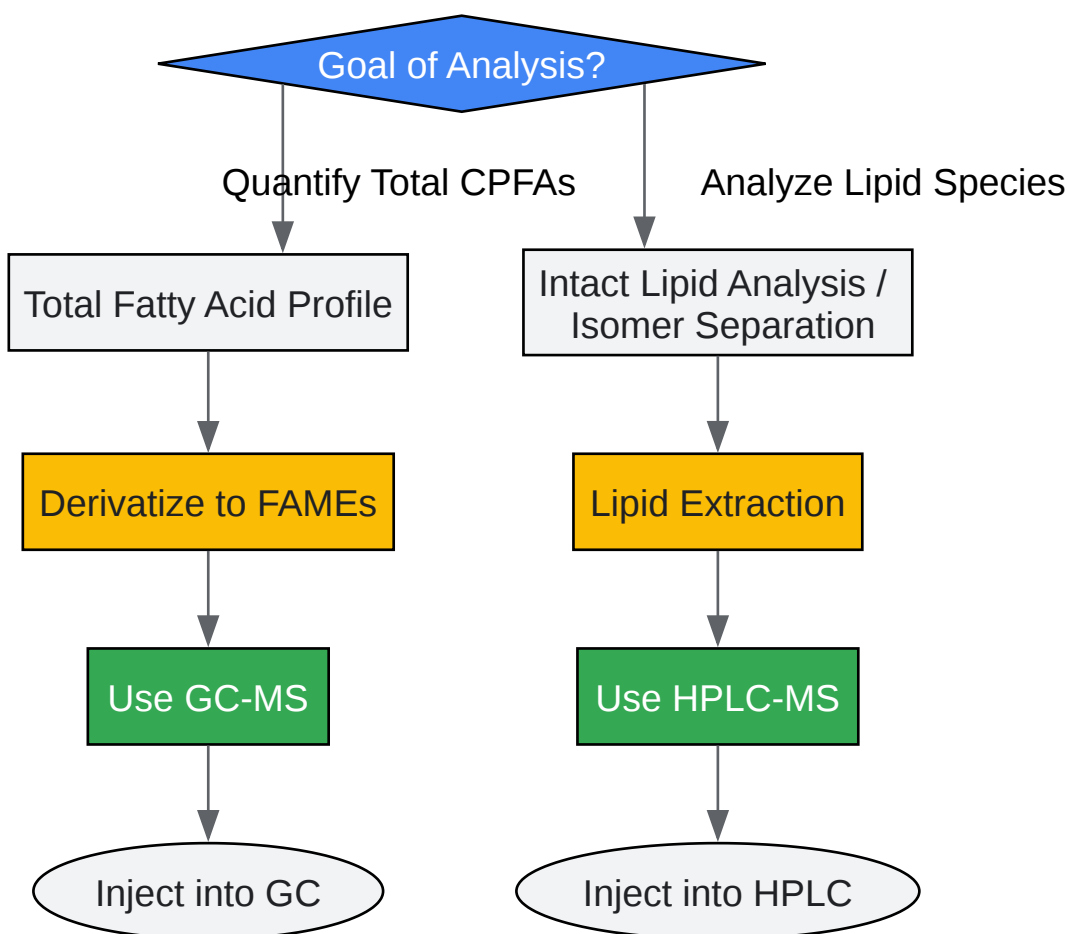 Goal of Analysis?
Quantify Total CPFAs
Analyze Lipid Species
Total Fatty Acid Profile
Intact Lipid Analysis /
Isomer Separation
Derivatize to FAMEs
Lipid Extraction
Use GC-MS
Use HPLC-MS
Inject into GC
Inject into HPLC